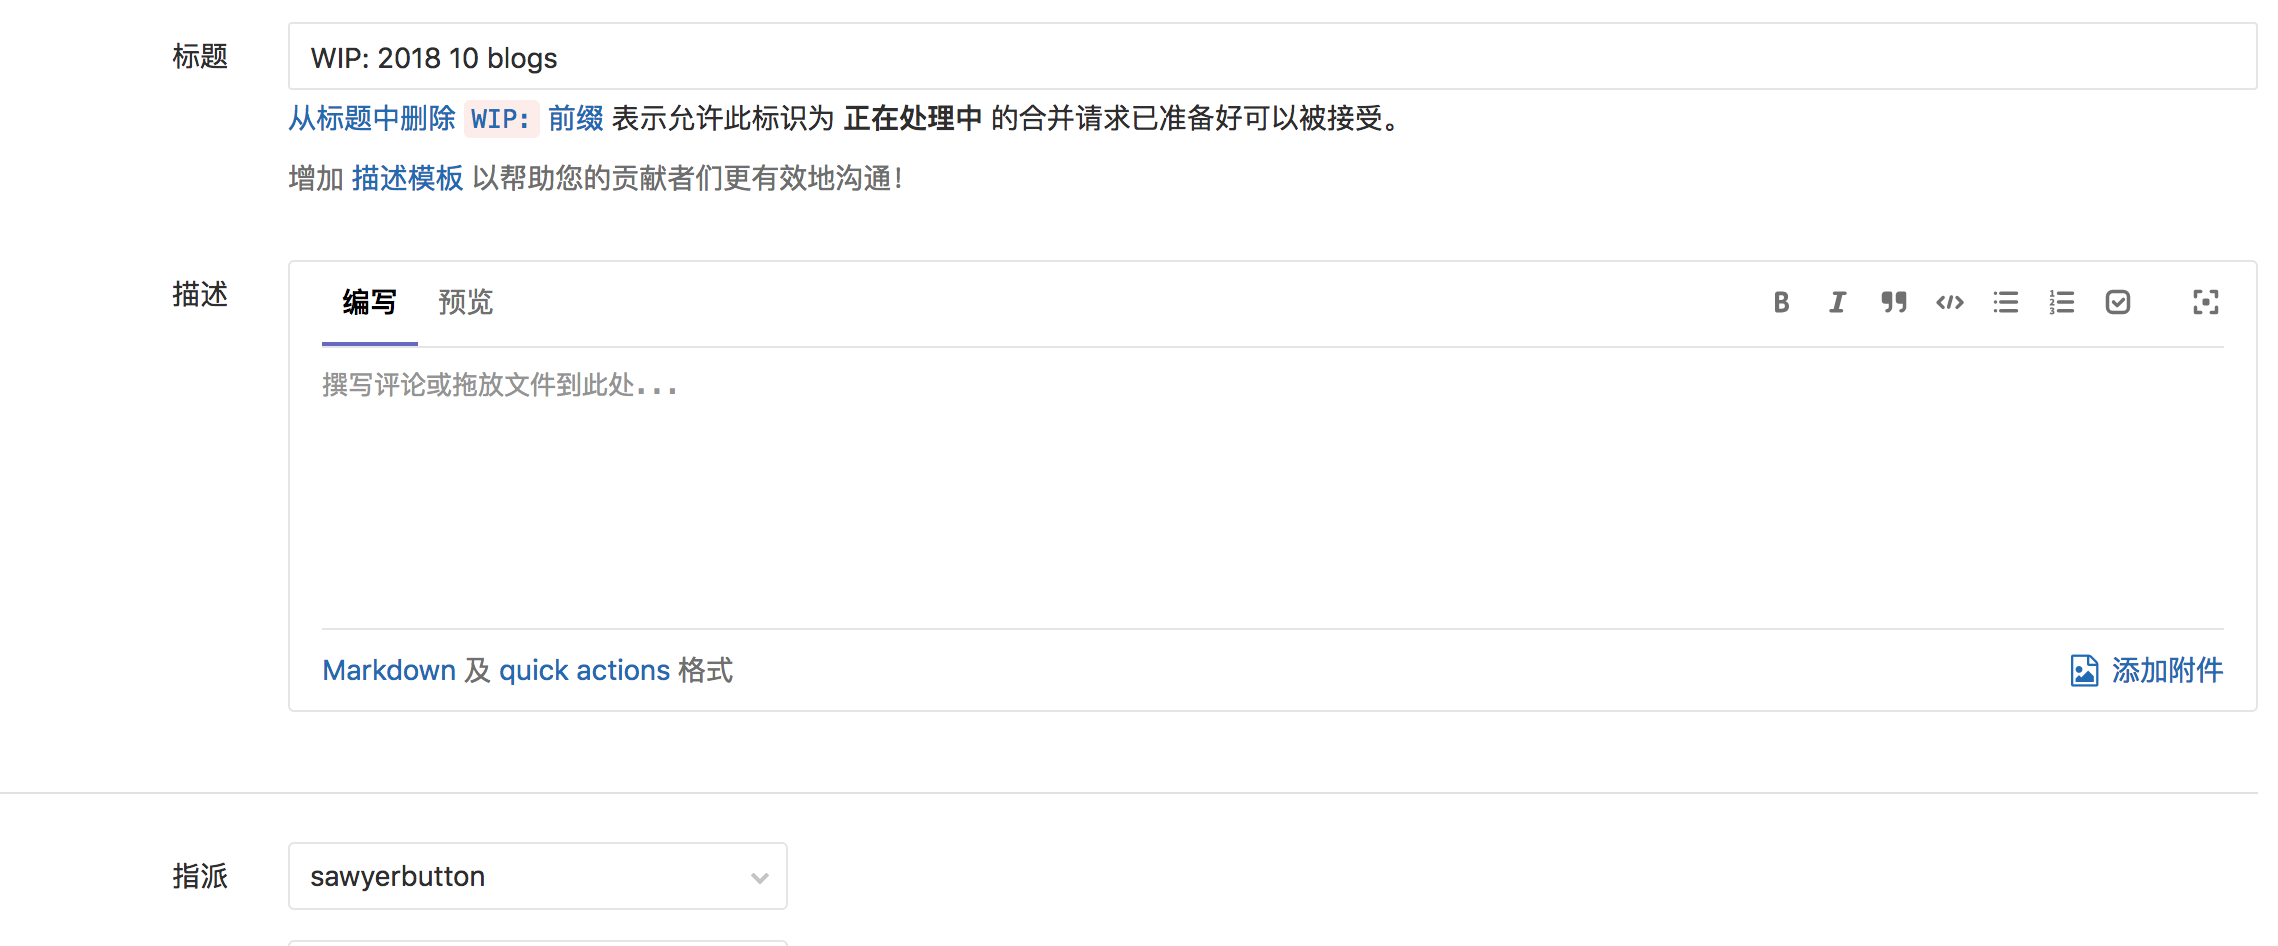 标题
WIP: 2018 10 blogs
从标题中删除 WIP: 前缀 表示允许此标识为 正在处理中 的合并请求已准备好可以被接受。
增加 描述模板 以帮助您的贡献者们更有效地沟通！
描述
编写 预览
撰写评论或拖放文件到此处...
Markdown 及 quick actions 格式
添加附件
指派
sawyerbutton